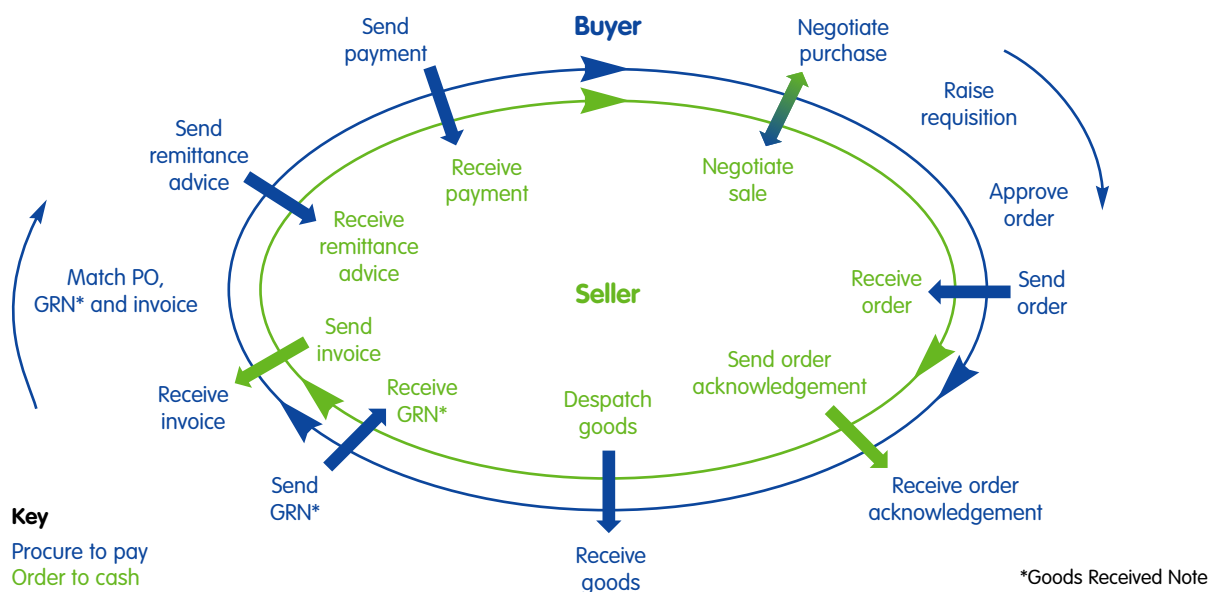 Buyer
Send
payment
Negotiate
purchase
Raise
requisition
Send
remittance
advice
Receive
payment
Negotiate
sale
Approve
order
Receive
remittance
advice
Match PO,
GRN* and invoice
Seller
Receive
order
Send
order
Send
invoice
Send order
acknowledgement
Receive
invoice
Receive
GRN*
Despatch
goods
Send
GRN*
Receive order
acknowledgement
Receive
goods
Key
Procure to pay
Order to cash
*Goods Received Note